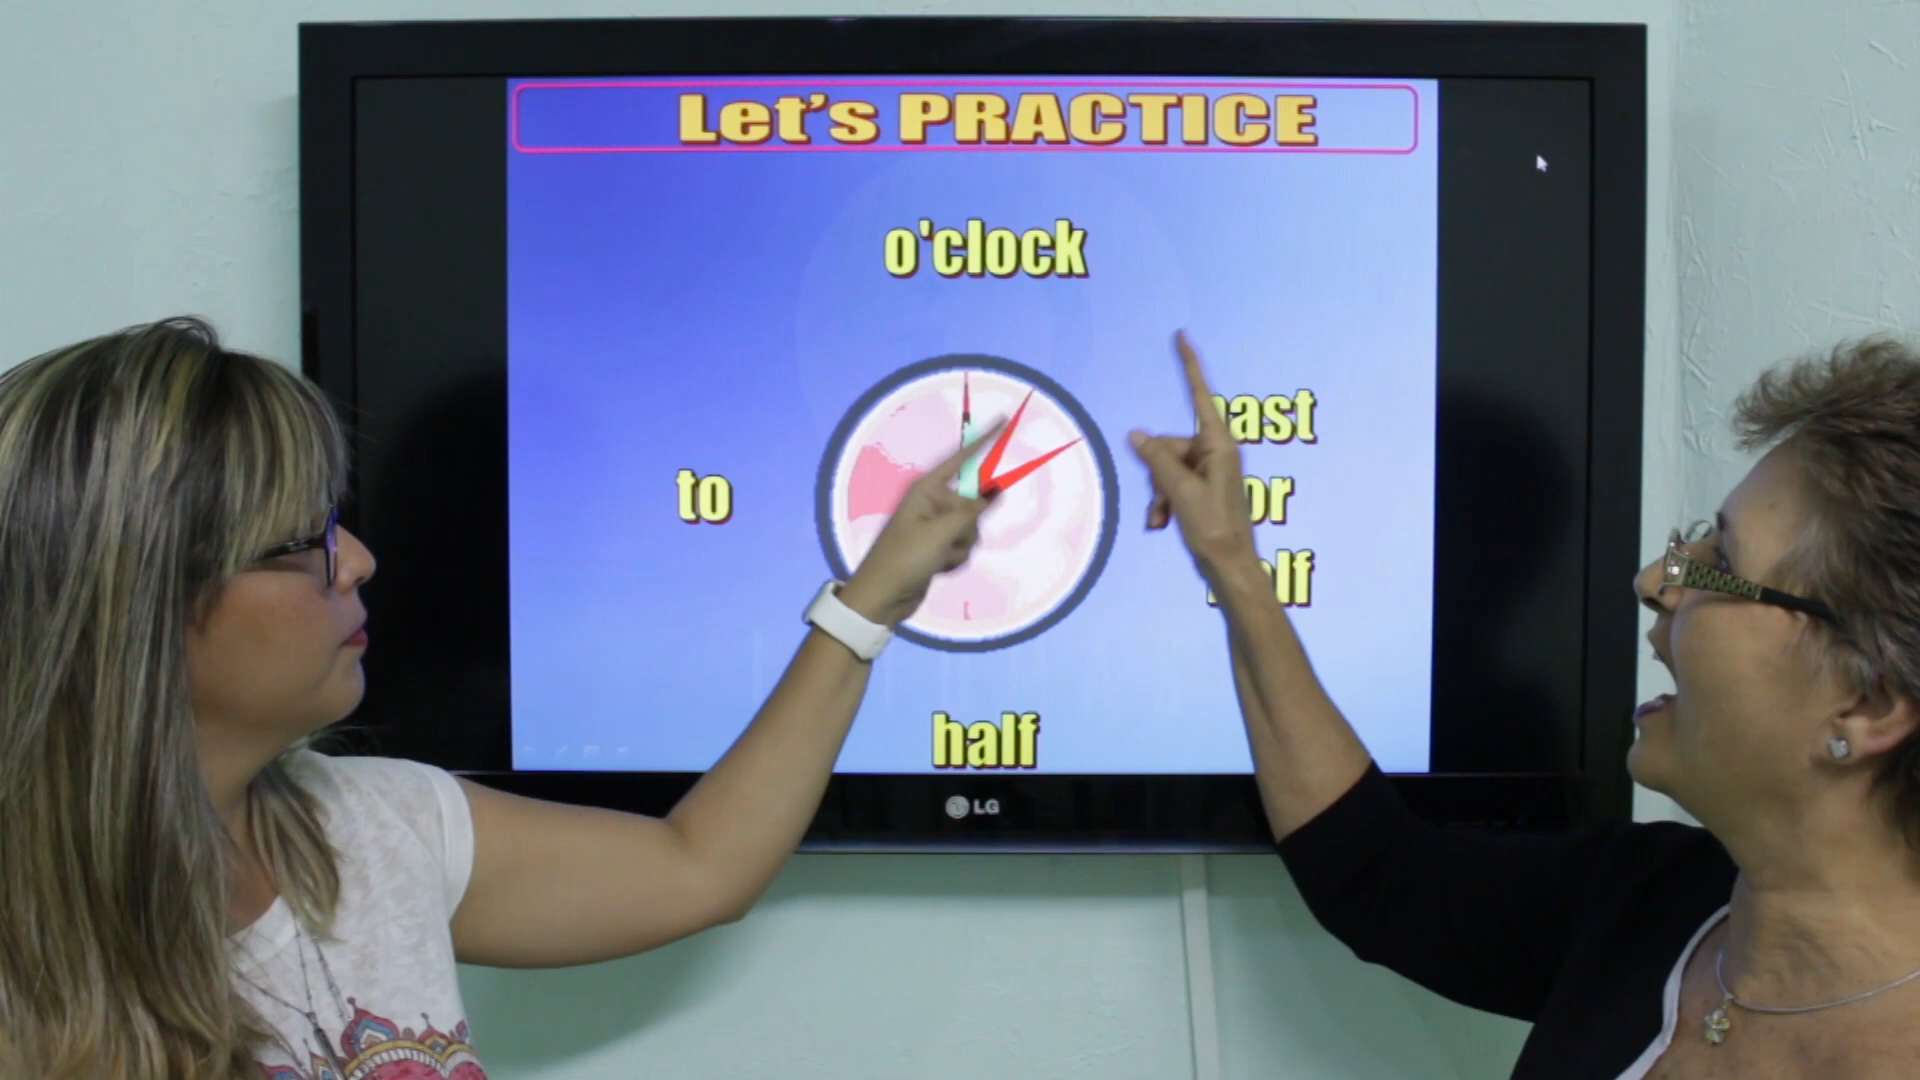 Let's PRACTICE
o'clock
past
to
or
half
half
LG